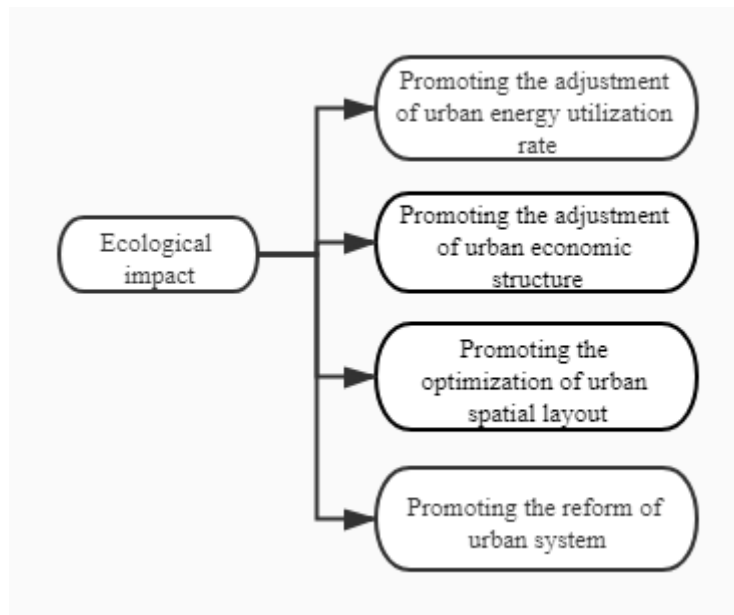 Ecological
impact
Promoting the adjustment
of urban energy utilization
rate
Promoting the adjustment
of urban economic
structure
Promoting the
optimization of urban
spatial layout
Promoting the reform of
urban system